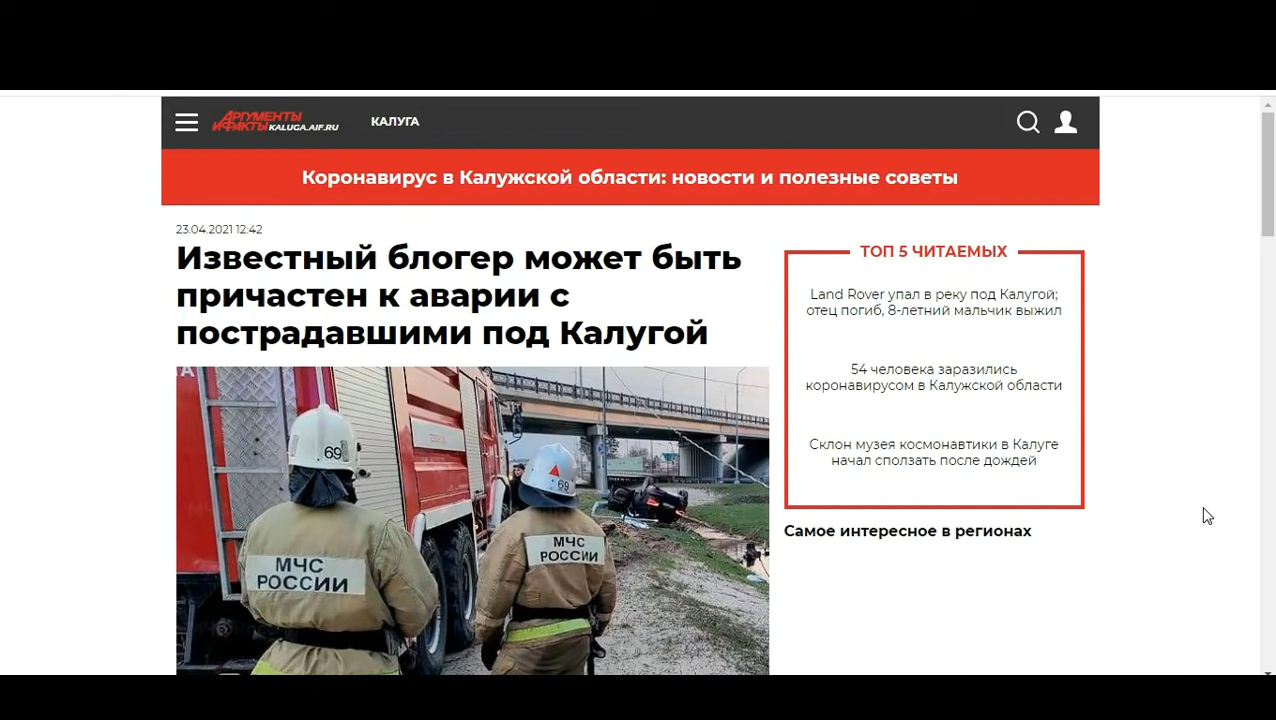 АРГУМЕНТЫ
И ФАКТЫ KALUGA.AIF.RU
КАЛУГА
Коронавирус в Калужской области: новости и полезные советы
23.04.2021 12:42
Известный блогер может быть
причастен к аварии с
пострадавшими под Калугой
69
69
МЧС
РОССИИ
МЧС
РОССИИ
ТОП 5 ЧИТАЕМЫХ
Land Rover упал в реку под Калугой;
отец погиб, 8-летний мальчик выжил
54 человека заразились
коронавирусом в Калужской области
Склон музея космонавтики в Калуге
начал сползать после дождей
Самое интересное в регионах